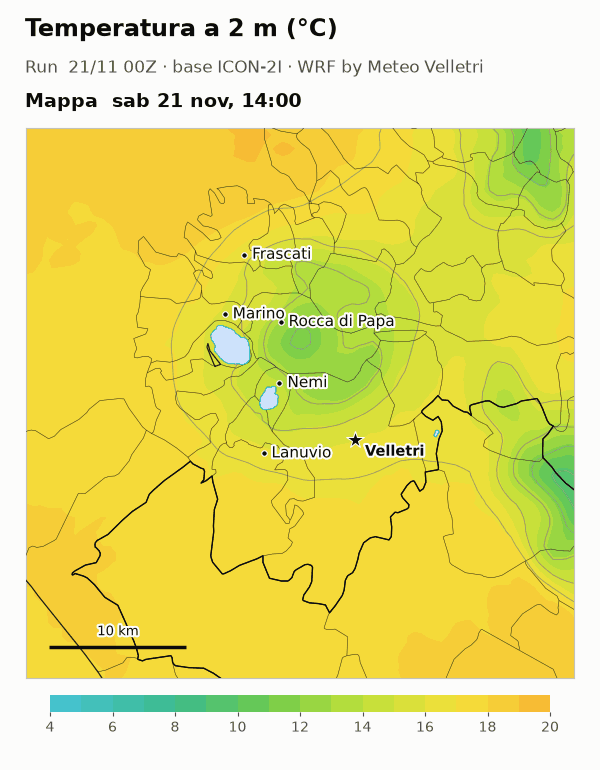 Temperatura a 2 m (°C)
Run  21/11 00Z · base ICON-2I · WRF by Meteo Velletri
Mappa  sab 21 nov, 14:00
Frascati
Marino
Rocca di Papa
Nemi
Velletri
Lanuvio
10 km
4 6 8 10 12 14 16 18 20